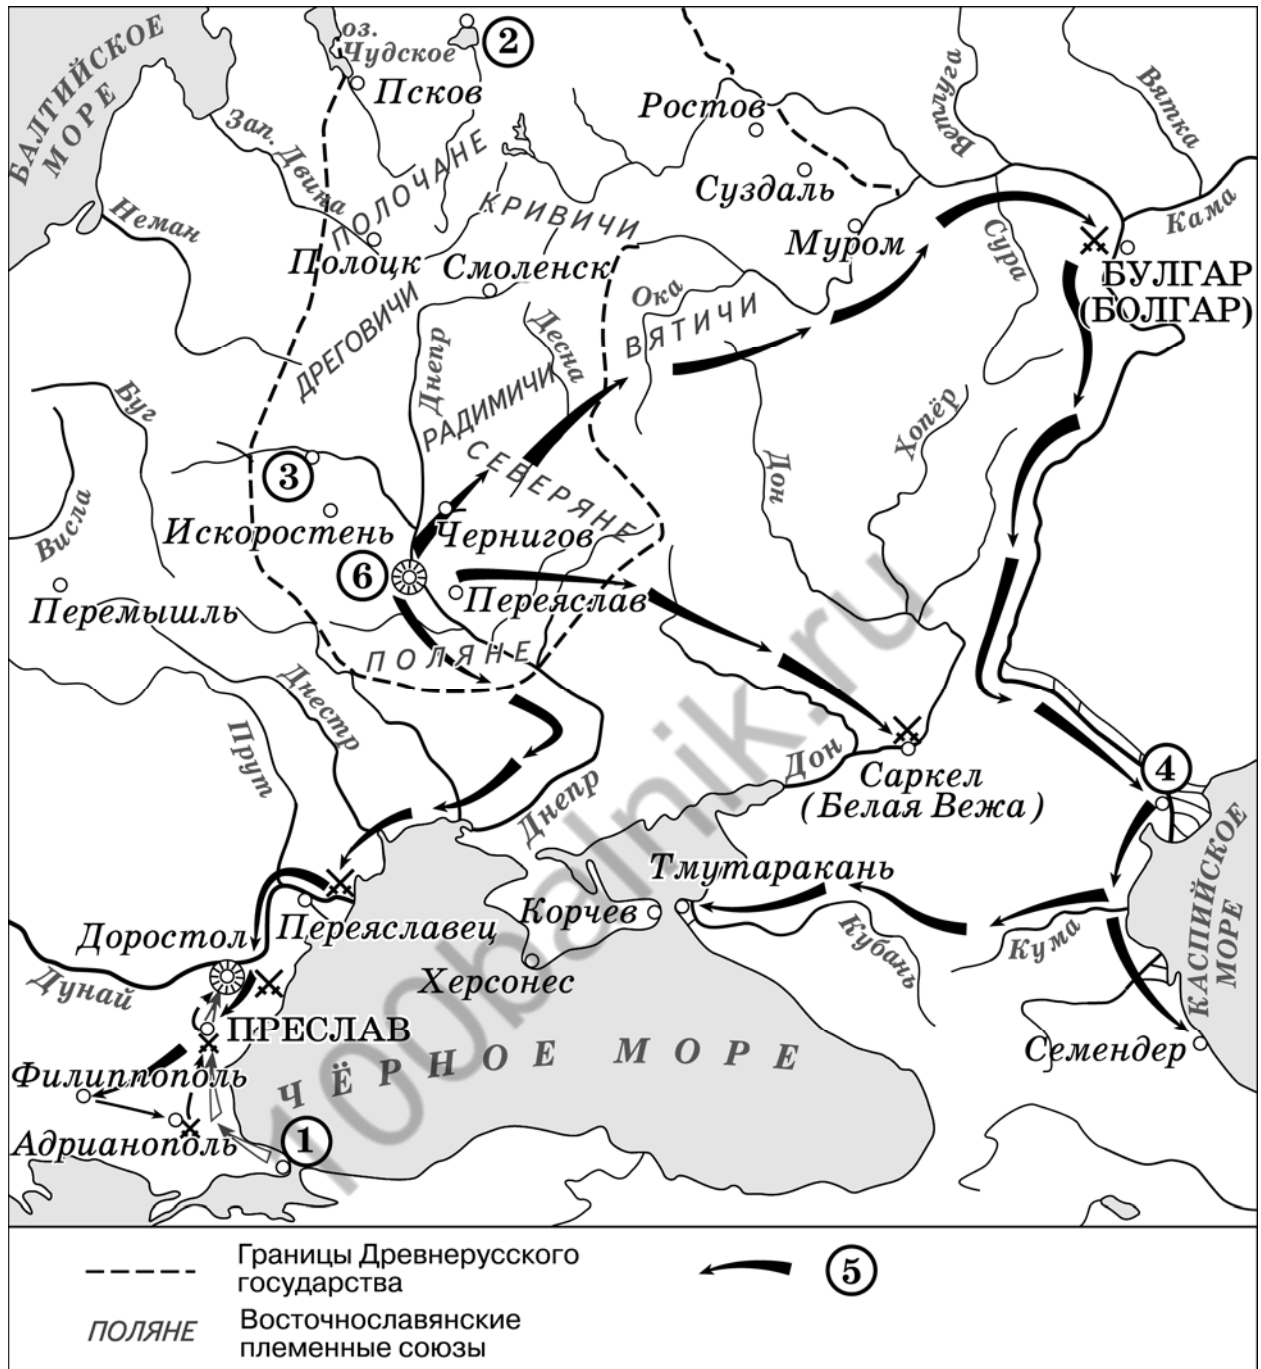 БАЛТИЙСКОЕ
МОРЕ
оз.
Чудское
2
Псков
Зап. Двина
Ростов
Ветлуга
Вятка
ПОЛОЧАНЕ
Суздаль
КРИВИЧИ
Неман
Кама
Полоцк
Смоленск
Муром
Сура
БУЛГАР
(БОЛГАР)
Ока
ВЯТИЧИ
ДРЕГОВИЧИ
Днепр
Десна
РАДИМИЧИ
Буг
Хопёр
Дон
СЕВЕРЯНЕ
3
Висла
Искоростень
Чернигов
6
Перемышль
Переяслав
ПОЛЯНЕ
Днестр
Прут
Дон
Саркел
(Белая Вежа)
4
Днепр
КАСПИЙСКОЕ
МОРЕ
Тмутаракань
Корчев
Переяславец
Доростол
Кубань
Кума
Дунай
Херсонес
ПРЕСЛАВ
Семендер
ЧЁРНОЕ МОРЕ
Филиппополь
Адрианополь
1
100balnik.ru
Границы Древнерусского
государства
5
ПОЛЯНЕ
Восточнославянские
племенные союзы